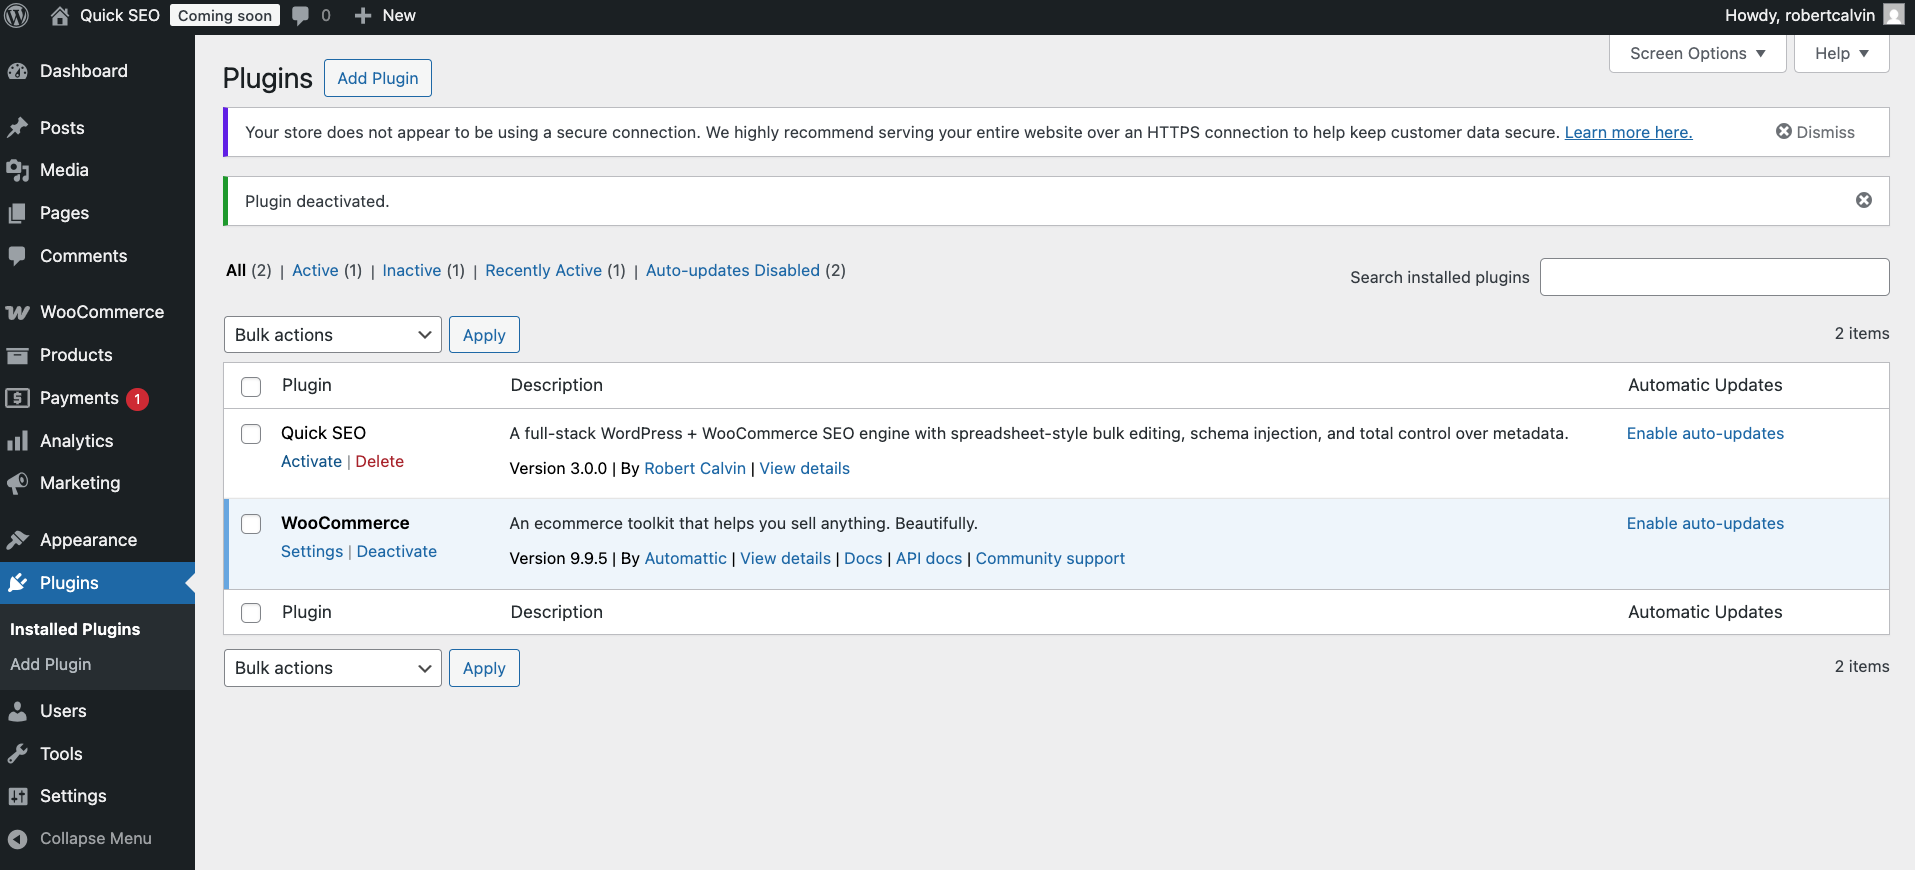 Quick SEO Coming soon 0 New Howdy, robertcalvin
Dashboard
Posts
Media
Pages
Comments
WooCommerce
Products
Payments 1
Analytics
Marketing
Appearance
Plugins
Installed Plugins
Add Plugin
Users
Tools
Settings
Collapse Menu
Screen Options Help
Plugins Add Plugin
Your store does not appear to be using a secure connection. We highly recommend serving your entire website over an HTTPS connection to help keep customer data secure. Learn more here. Dismiss
Plugin deactivated.
All (2) | Active (1) | Inactive (1) | Recently Active (1) | Auto-updates Disabled (2)
Search installed plugins
Bulk actions Apply 2 items
Plugin Description Automatic Updates
Quick SEO A full-stack WordPress + WooCommerce SEO engine with spreadsheet-style bulk editing, schema injection, and total control over metadata. Enable auto-updates
Activate | Delete Version 3.0.0 | By Robert Calvin | View details
WooCommerce An ecommerce toolkit that helps you sell anything. Beautifully. Enable auto-updates
Settings | Deactivate Version 9.9.5 | By Automattic | View details | Docs | API docs | Community support
Plugin Description Automatic Updates
Bulk actions Apply 2 items